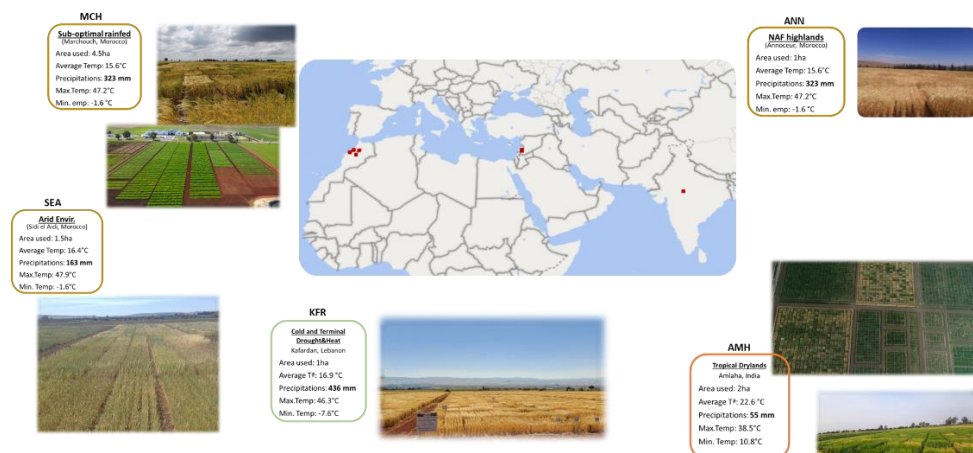 MCH
Sub-optimal rainfed
(Marchouch, Morocco)
Area used: 4.5ha
Average Temp: 15.6°C
Precipitations: 323 mm
Max.Temp: 47.2°C
Min. emp: -1.6 °C
ANN
NAF highlands
(Annoceur, Morocco)
Area used: 1ha
Average Temp: 15.6°C
Precipitations: 323 mm
Max.Temp: 47.2°C
Min. emp: -1.6 °C
SEA
Arid Envir.
(Sidi el Aidi, Morocco)
Area used: 1.5ha
Average Temp: 16.4°C
Precipitations: 163 mm
Max.Temp: 47.9°C
Min. Temp: -1.6°C
KFR
Cold and Terminal
Drought&Heat
Kafardan, Lebanon
Area used: 1ha
Average Tª: 16.9 °C
Precipitations: 436 mm
Max.Temp: 46.3°C
Min. Temp: -7.6°C
AMH
Tropical Drylands
Amlaha, India
Area used: 2ha
Average Tª: 22.6 °C
Precipitations: 55 mm
Max.Temp: 38.5°C
Min. Temp: 10.8°C